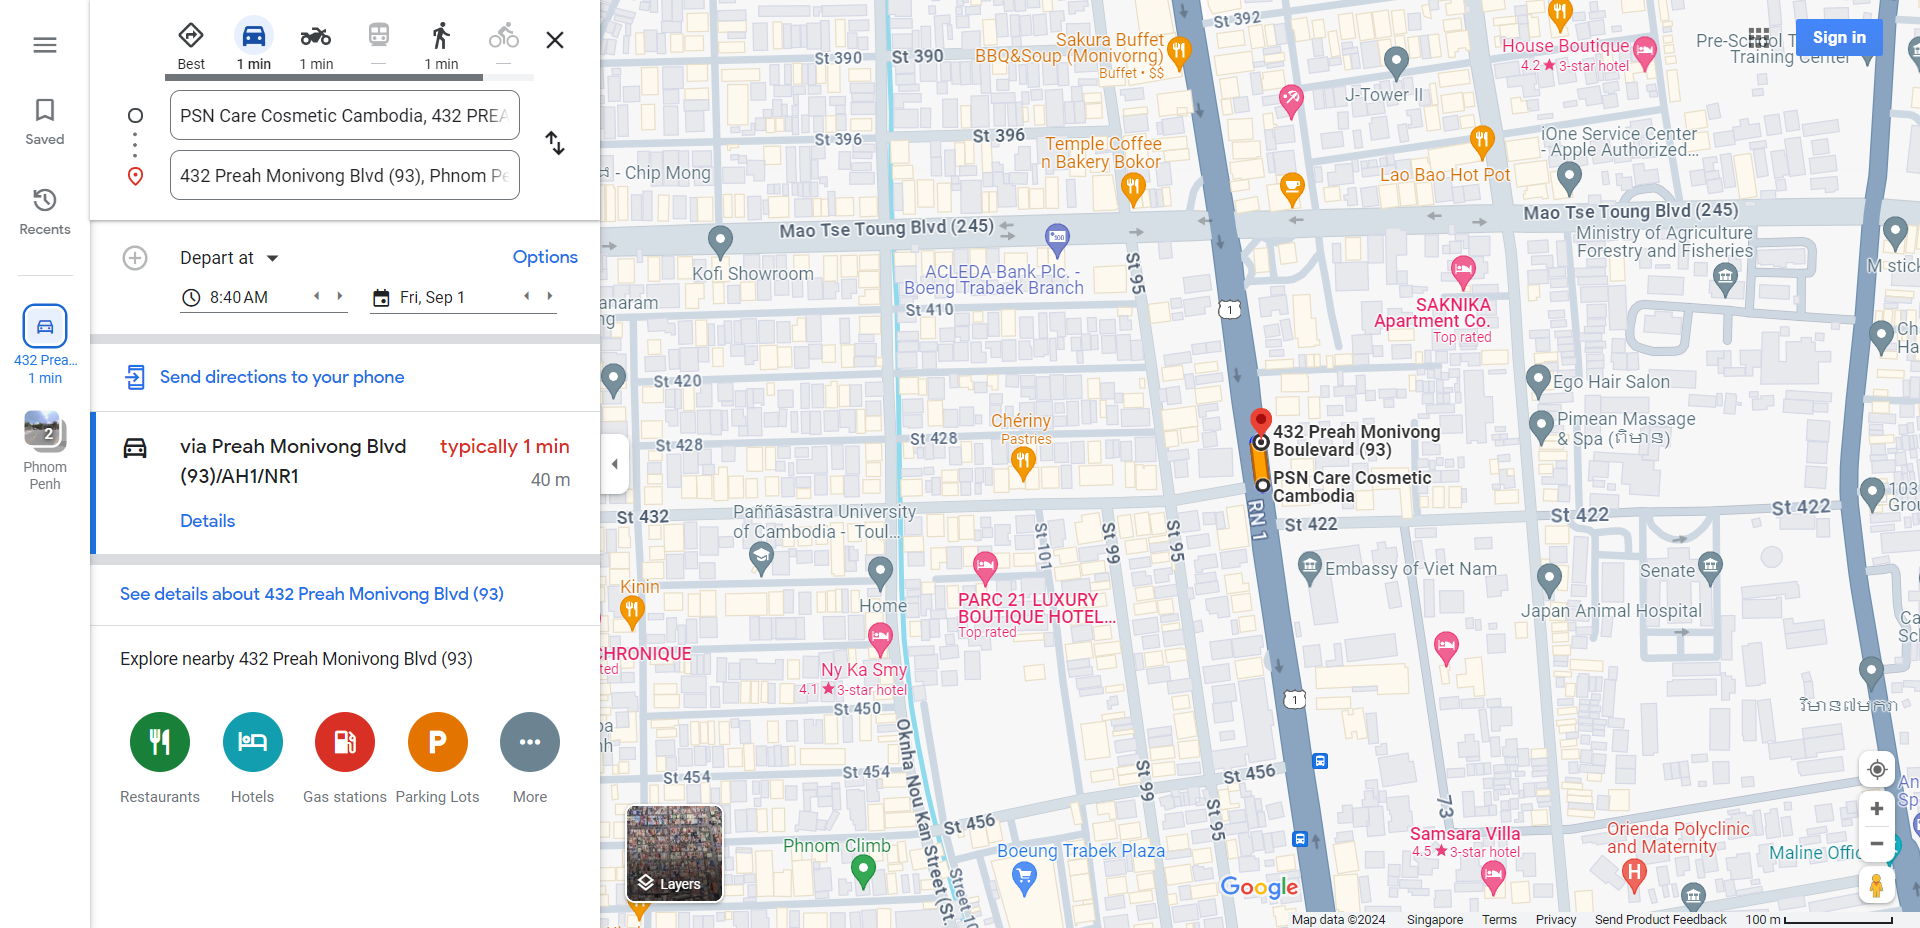 Saved
Recents
432 Prea...
1 min
2
Phnom
Penh
Best
1 min
1 min
—
1 min
—
PSN Care Cosmetic Cambodia, 432 PREA
432 Preah Monivong Blvd (93), Phnom Pe
Depart at
Options
8:40 AM
Fri, Sep 1
Send directions to your phone
via Preah Monivong Blvd
(93)/AH1/NR1
typically 1 min
40 m
Details
See details about 432 Preah Monivong Blvd (93)
Explore nearby 432 Preah Monivong Blvd (93)
Restaurants
Hotels
Gas stations
Parking Lots
More
P
St 392
Sakura Buffet
BBQ&Soup (Monivorng)
Buffet • $$
St 390
St 390
House Boutique
4.2★3-star hotel
Training Center
Sign in
J-Tower II
St 396
St 396
Temple Coffee
n Bakery Bokor
iOne Service Center
- Apple Authorized...
Lao Bao Hot Pot
- Chip Mong
Mao Tse Toung Blvd (245)
Mao Tse Toung Blvd (245)
Ministry of Agriculture
Forestry and Fisheries
Kofi Showroom
ACLEDA Bank Plc. -
Boeng Trabaek Branch
St 95
M stick
anaram
ng
St 410
1
SAKNIKA
Apartment Co.
Top rated
Ch
Ha
St 420
Ego Hair Salon
Chériny
Pastries
Pimean Massage
& Spa (ពិមាន)
St 428
St 428
432 Preah Monivong
Boulevard (93)
PSN Care Cosmetic
Cambodia
103
Grou
St 432
Paññāsāstra University
of Cambodia - Toul...
RN 1
St 422
St 422
St 422
St 101
St 99
St 95
Embassy of Viet Nam
Senate
Kinin
Home
PARC 21 LUXURY
BOUTIQUE HOTEL...
Top rated
Japan Animal Hospital
Ca
Sc
CHRONIQUE
ted
Ny Ka Smy
4.1★3-star hotel
St 450
1
វិមាន៧មករា
St 454
St 454
St 456
St 456
St 99
St 95
73
Oknha Nou Kan Street (St.
Street 10
Phnom Climb
Boeung Trabek Plaza
Samsara Villa
4.5★3-star hotel
Orienda Polyclinic
and Maternity
H
Maline Offic
An
Sp
Layers
Google
Map data ©2024
Singapore
Terms
Privacy
Send Product Feedback
100 m